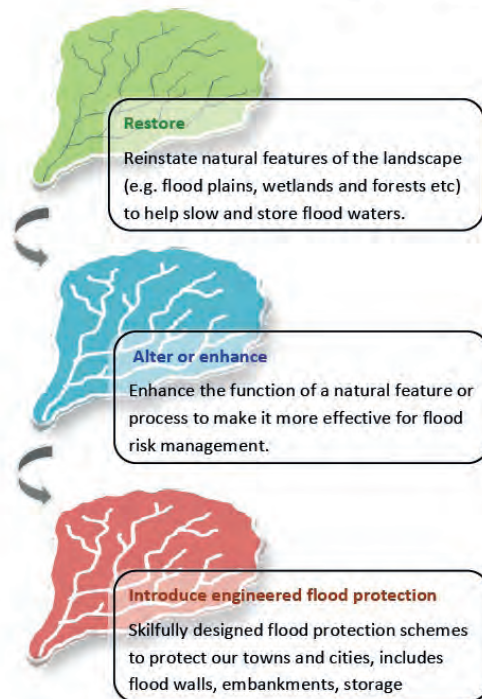 Restore
Reinstate natural features of the landscape
(e.g. flood plains, wetlands and forests etc)
to help slow and store flood waters.
Alter or enhance
Enhance the function of a natural feature or
process to make it more effective for flood
risk management.
Introduce engineered flood protection
Skilfully designed flood protection schemes
to protect our towns and cities, includes
flood walls, embankments, storage